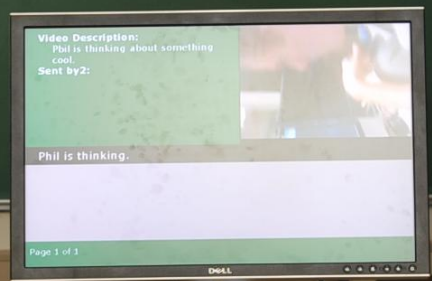 Video Description:
Phil is thinking about something
cool.
Sent by2:
Phil is thinking.
Page 1 of 1
DELL